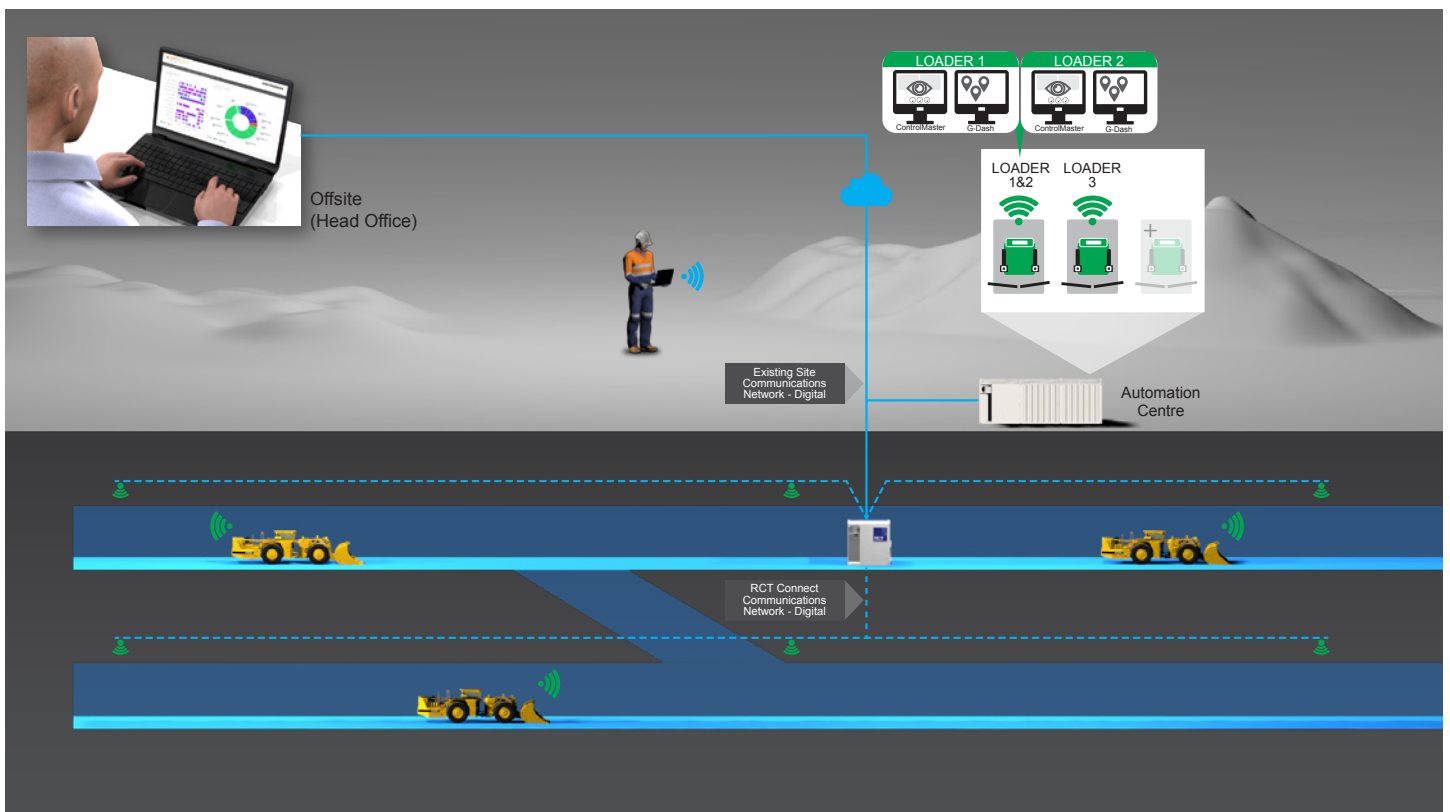 LOADER 1
LOADER 2
ControlMaster
G-Dash
ControlMaster
G-Dash
LOADER
1&2
LOADER
3
Offsite
(Head Office)
Existing Site
Communications
Network - Digital
Automation
Centre
RCT Connect
Communications
Network - Digital